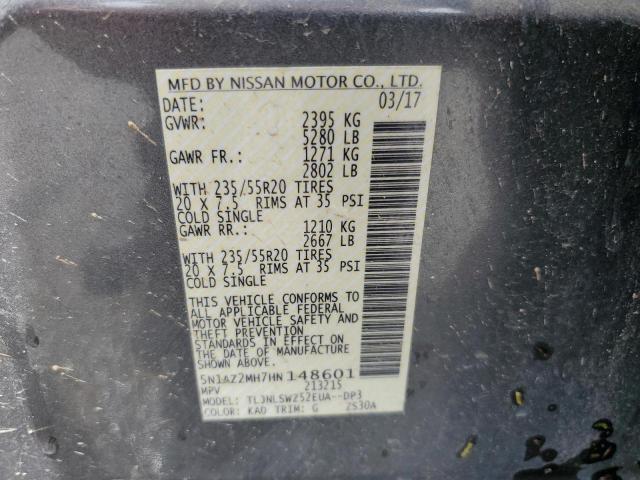 MFD BY NISSAN MOTOR CO., LTD.
DATE: 03/17
GVWR: 2395 KG
5280 LB
GAWR FR.: 1271 KG
2802 LB
WITH 235/55R20 TIRES
20 X 7.5 RIMS AT 35 PSI
COLD SINGLE
GAWR RR.: 1210 KG
2667 LB
WITH 235/55R20 TIRES
20 X 7.5 RIMS AT 35 PSI
COLD SINGLE
THIS VEHICLE CONFORMS TO
ALL APPLICABLE FEDERAL
MOTOR VEHICLE SAFETY AND
THEFT PREVENTION
STANDARDS IN EFFECT ON
THE DATE OF MANUFACTURE
SHOWN ABOVE.
5N1AZ2MH7HN148601
MPV 213215
MODEL: TLJNLSWZ52EUA--DP3
COLOR: KAD TRIM: G ZS30A